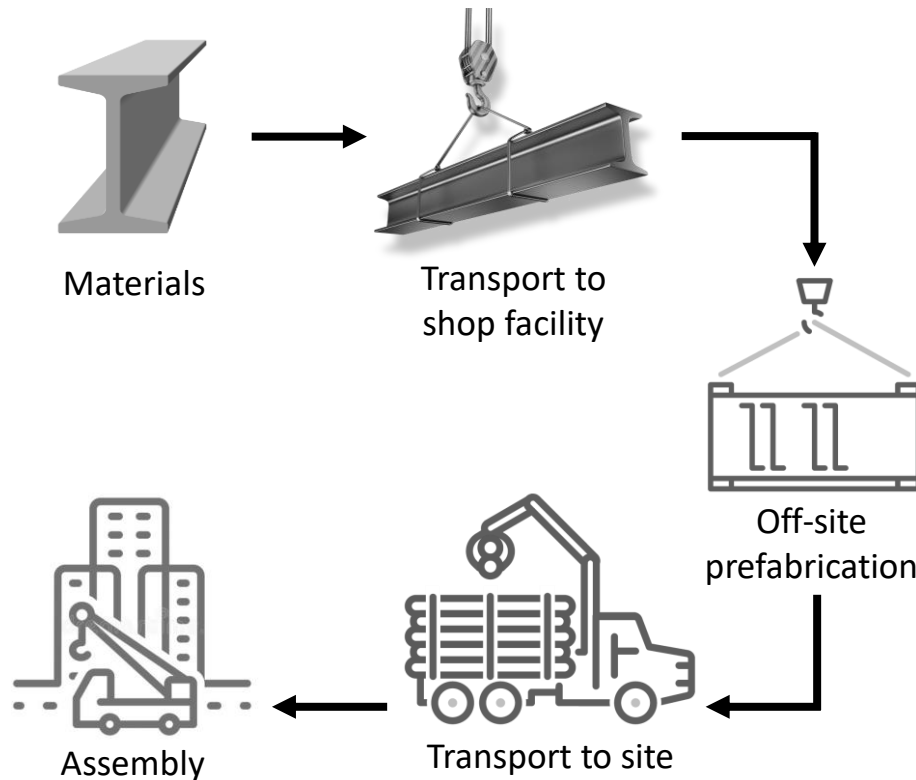 Materials
Transport to
shop facility
Off-site
prefabrication
Transport to site
Assembly